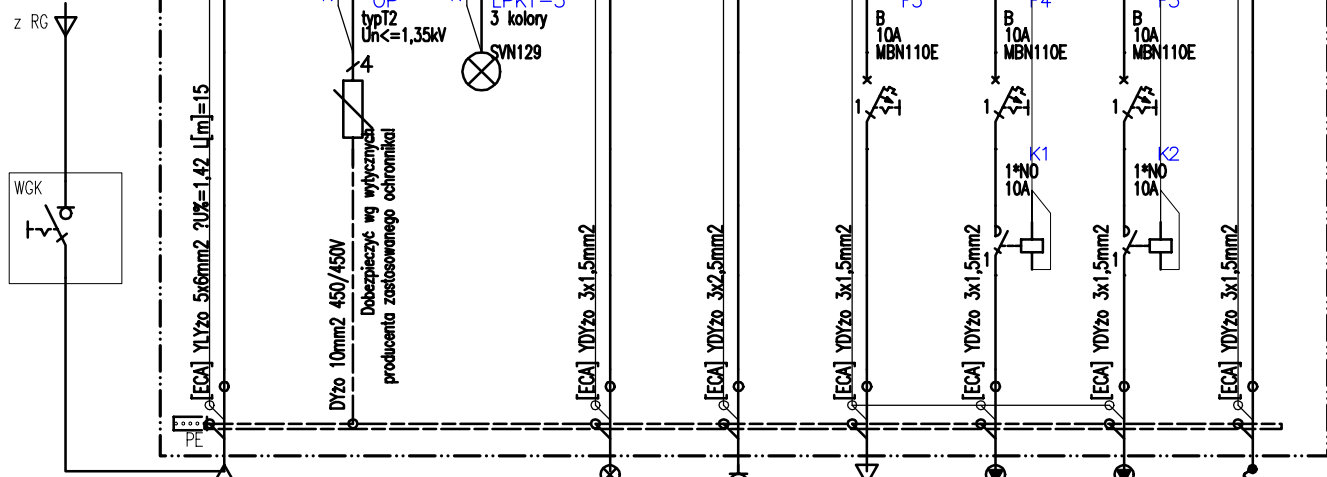 z RG
WGK
[ECA] YLYżo 5x6mm2 ?U%=1,42 L[m]=15
PE
typT2
Un<=1,35kV
4
DYżo 10mm2 450/450V
Dobezpieczyć wg wytycznych
producenta zastosowanego ochronnika!
3 kolory
SVN129
[ECA] YDYżo 3x1,5mm2
[ECA] YDYżo 3x2,5mm2
B
10A
MBN110E
1
[ECA] YDYżo 3x1,5mm2
F4
B
10A
MBN110E
1
K1
1*NO
10A
1
[ECA] YDYżo 3x1,5mm2
B
10A
MBN110E
1
K2
1*NO
10A
1
[ECA] YDYżo 3x1,5mm2
[ECA] YDYżo 3x1,5mm2